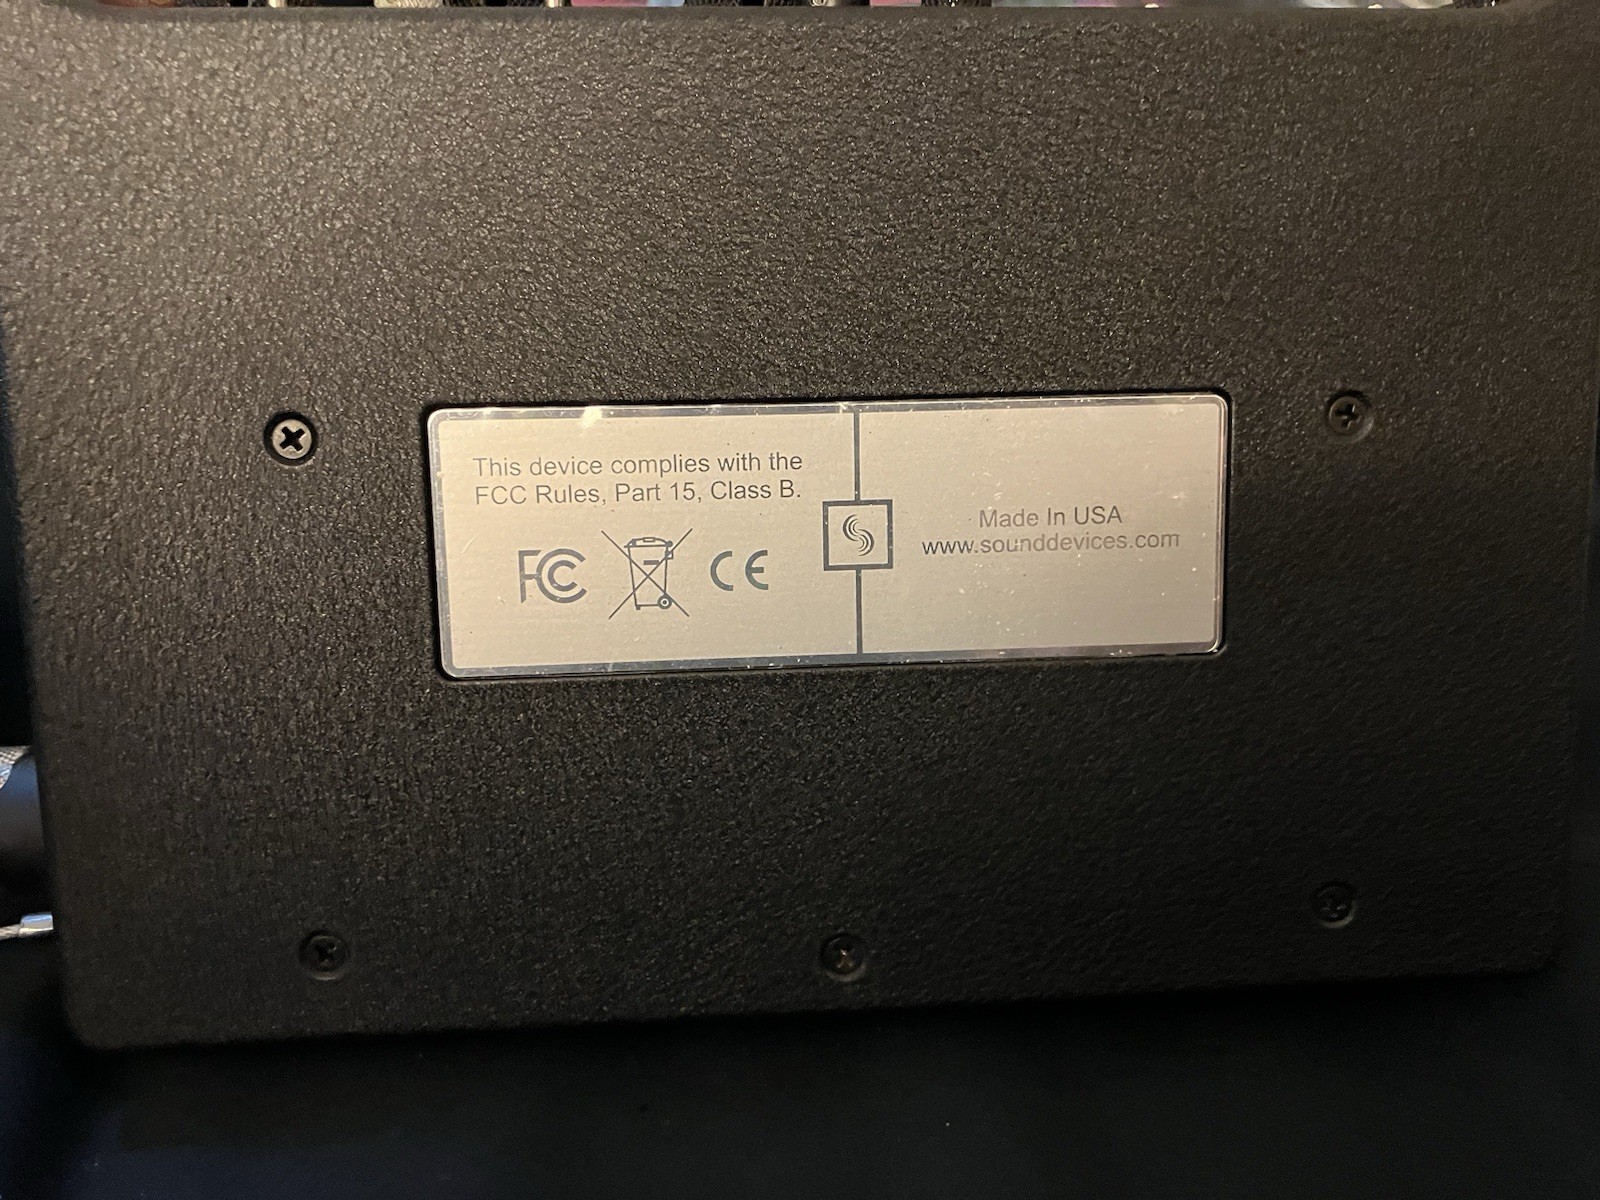 This device complies with the
FCC Rules, Part 15, Class B.
FC CE
S
Made In USA
www.sounddevices.com